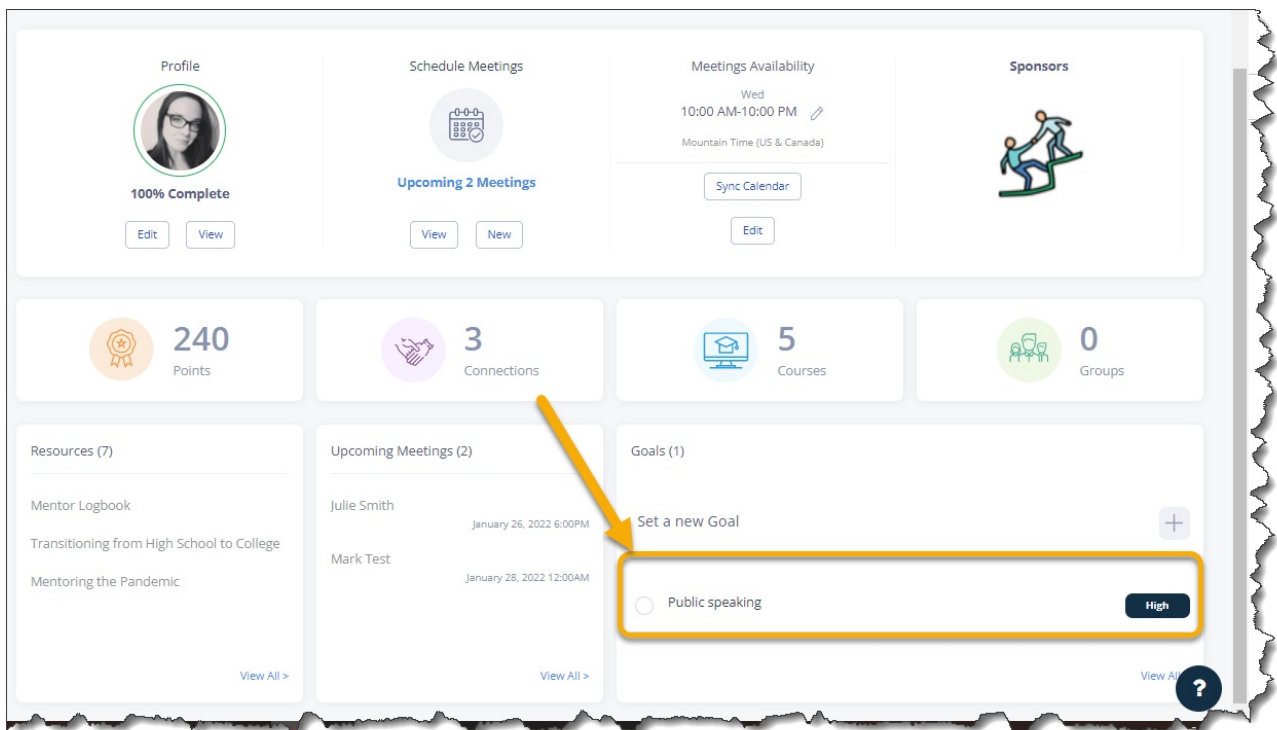 Profile
100% Complete
Edit
View
Schedule Meetings
Upcoming 2 Meetings
View
New
Meetings Availability
Wed
10:00 AM-10:00 PM
Mountain Time (US & Canada)
Sync Calendar
Edit
Sponsors
240
Points
3
Connections
5
Courses
0
Groups
Resources (7)
Mentor Logbook
Transitioning from High School to College
Mentoring the Pandemic
View All >
Upcoming Meetings (2)
Julie Smith
January 26, 2022 6:00PM
Mark Test
January 28, 2022 12:00AM
View All >
Goals (1)
Set a new Goal
Public speaking
High
View Al
?